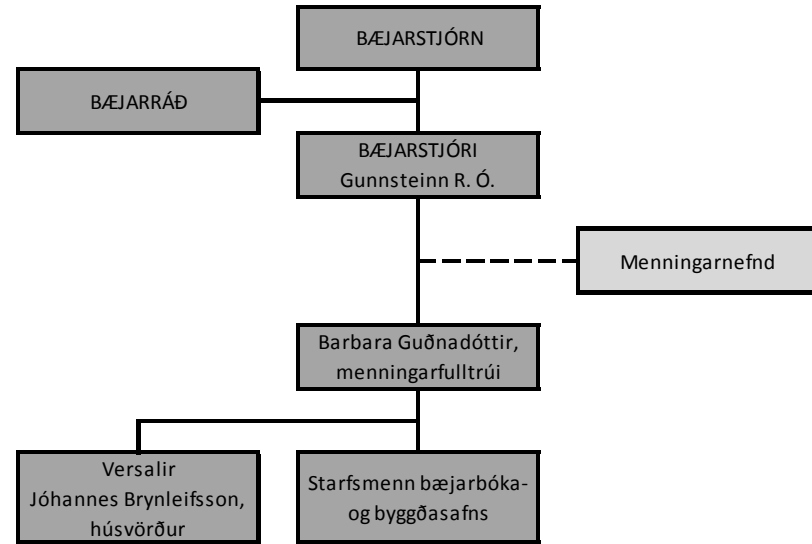 BÆJARSTJÓRN
BÆJARRÁÐ
BÆJARSTJÓRI
Gunnsteinn R. Ó.
Menningarnefnd
Barbara Guðnadóttir,
menningarfulltrúi
Versalir
Jóhannes Brynleifsson,
húsvörður
Starfsmenn bæjarbóka-
og byggðasafns